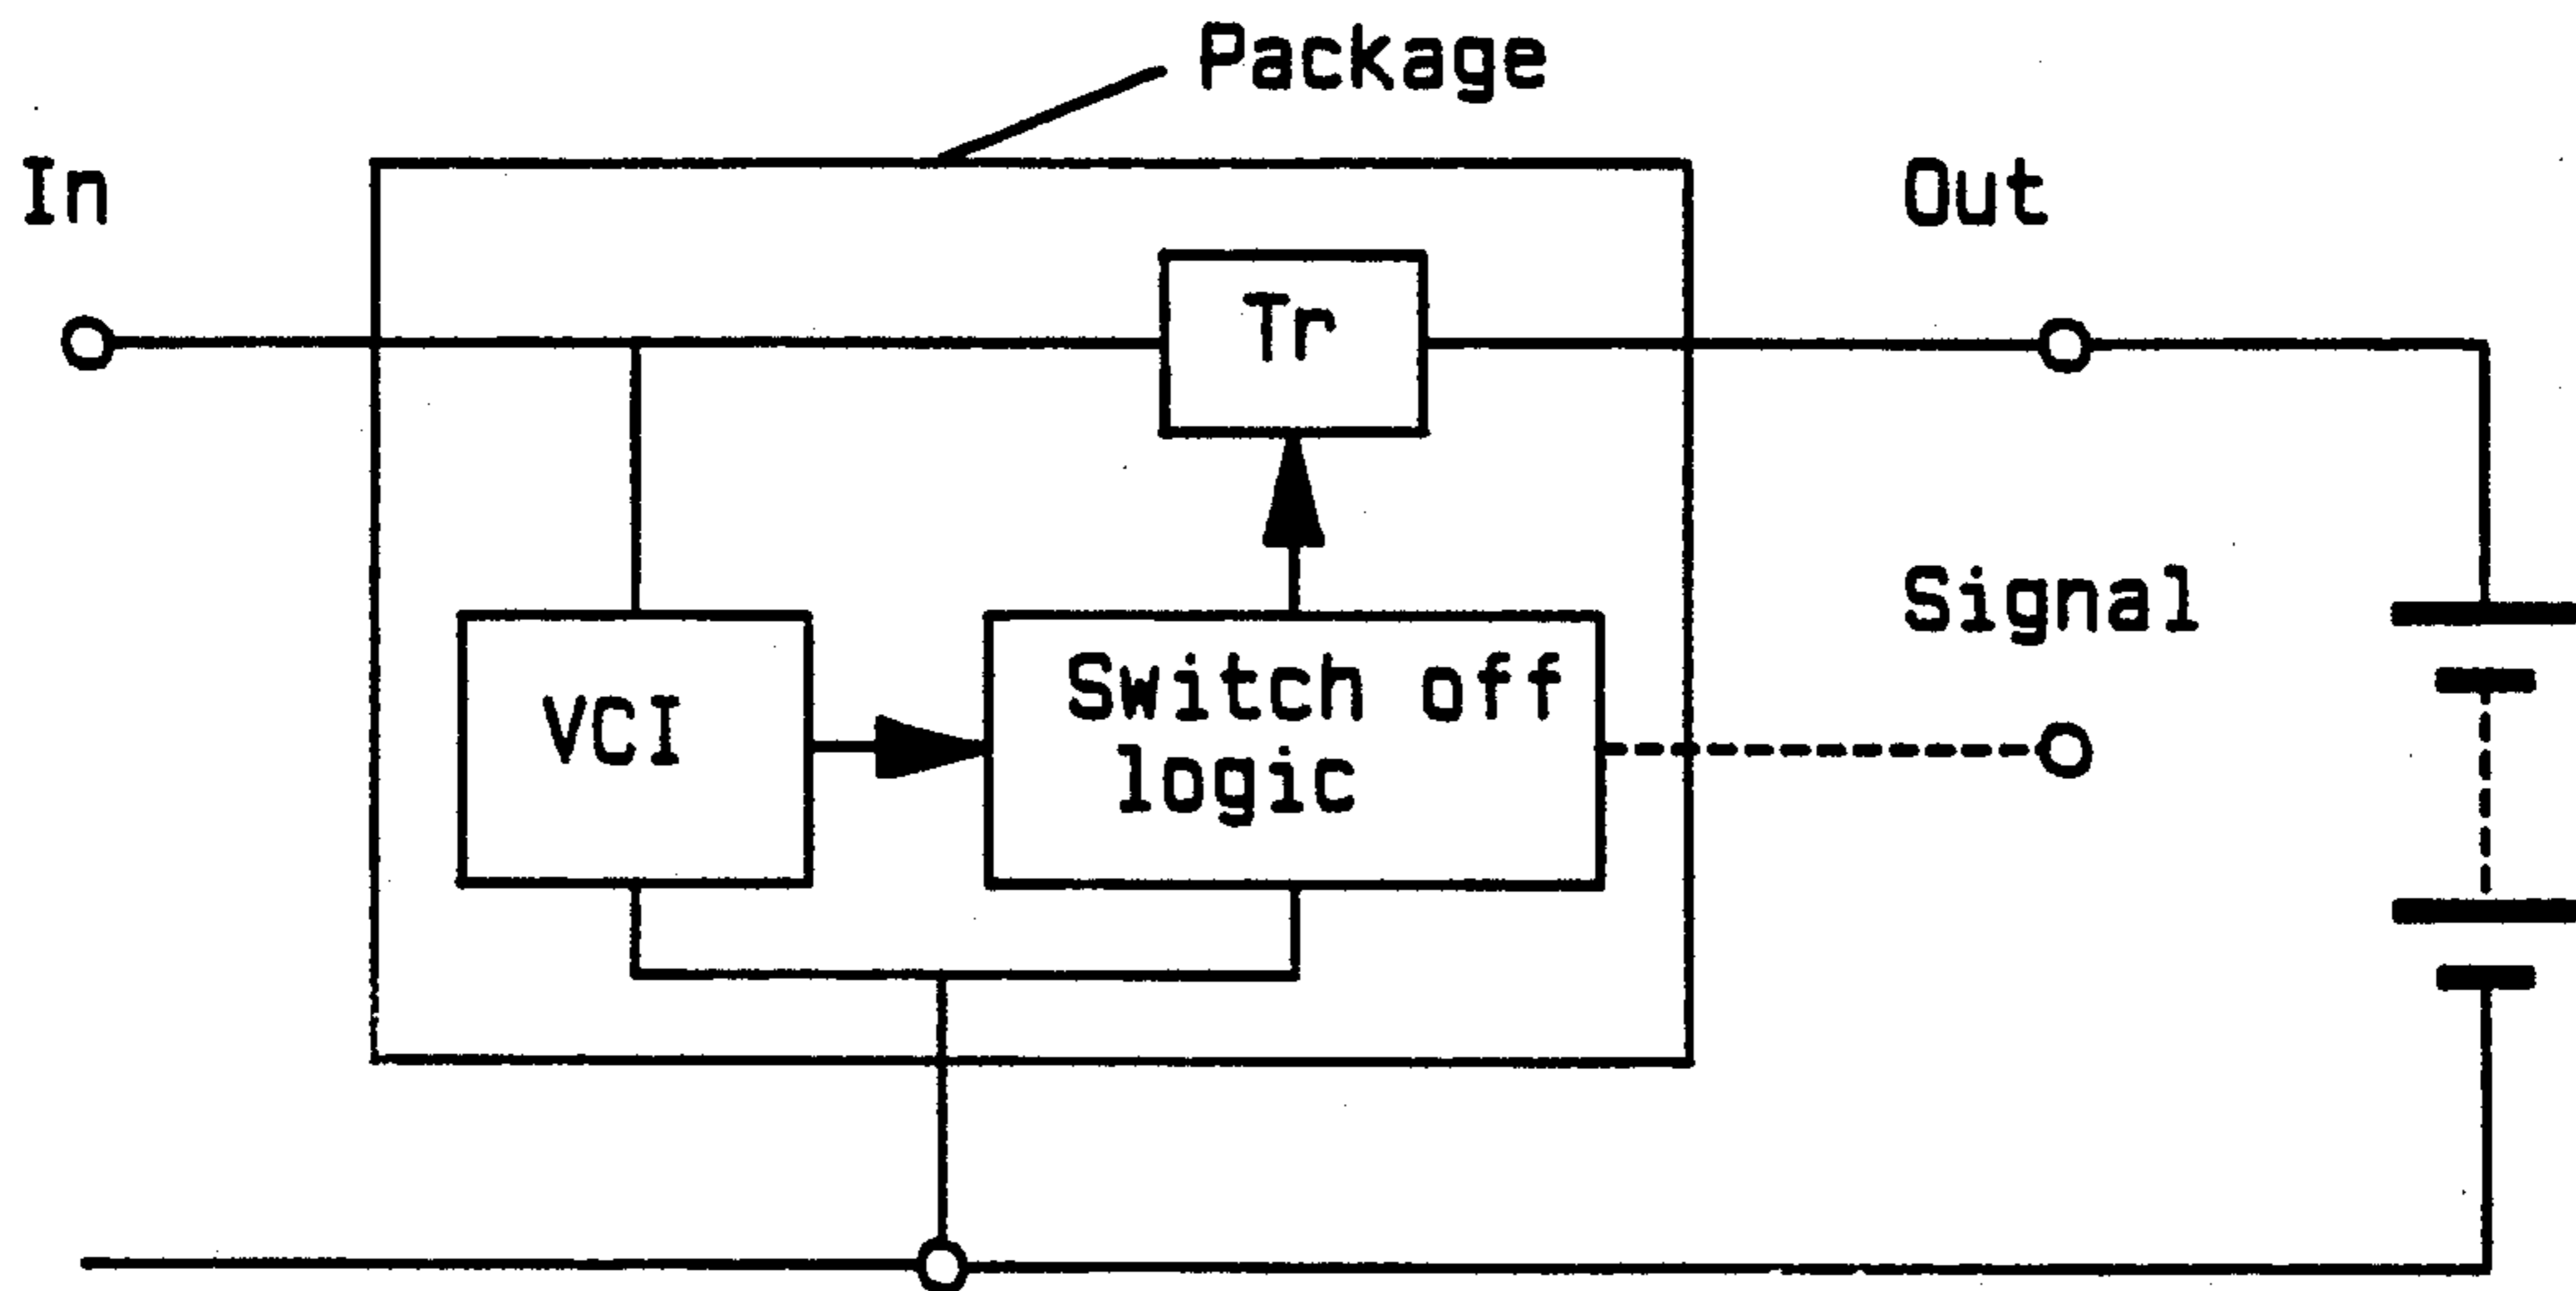 Package
In
Out
Tr
Signal
VCI
Switch off
logic